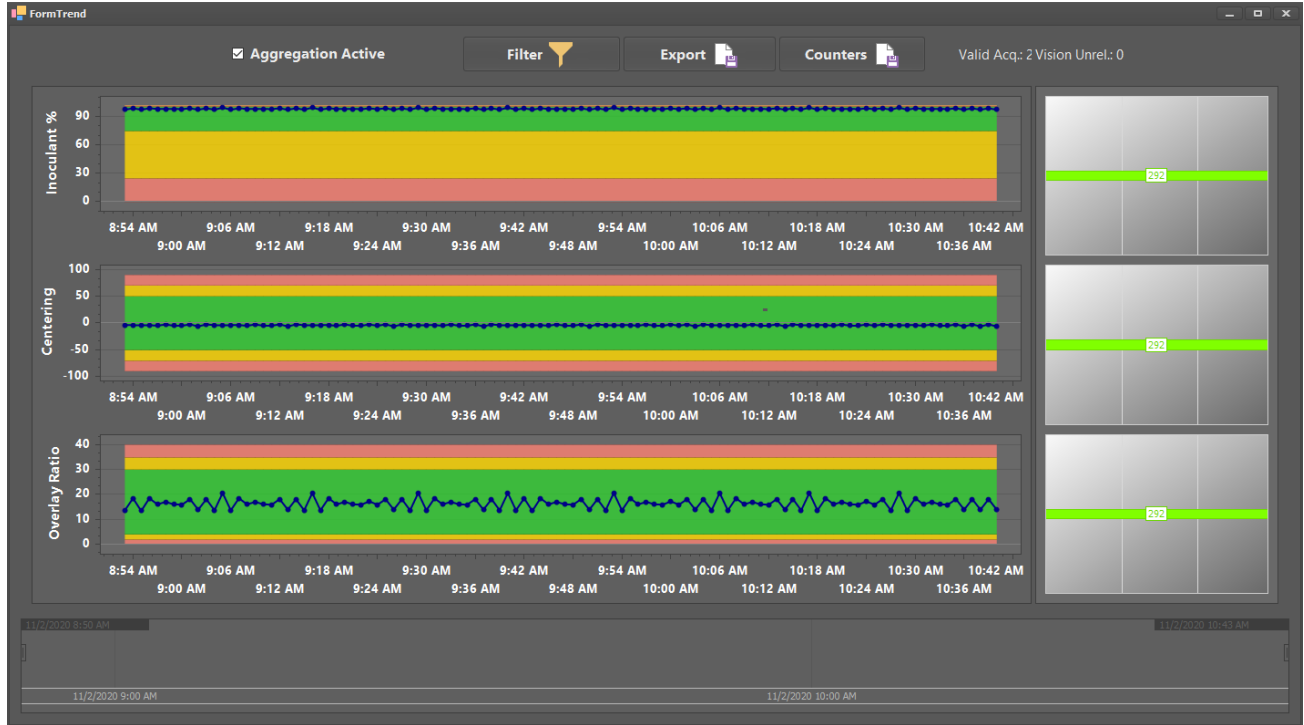 FormTrend
Aggregation Active
Filter
Export
Counters
Valid Acq.: 2 Vision Unrel.: 0
Inoculant %
90
60
30
0
8:54 AM 9:06 AM 9:18 AM 9:30 AM 9:42 AM 9:54 AM 10:06 AM 10:18 AM 10:30 AM 10:42 AM
9:00 AM 9:12 AM 9:24 AM 9:36 AM 9:48 AM 10:00 AM 10:12 AM 10:24 AM 10:36 AM
292
Centering
100
50
0
-50
-100
8:54 AM 9:06 AM 9:18 AM 9:30 AM 9:42 AM 9:54 AM 10:06 AM 10:18 AM 10:30 AM 10:42 AM
9:00 AM 9:12 AM 9:24 AM 9:36 AM 9:48 AM 10:00 AM 10:12 AM 10:24 AM 10:36 AM
292
Overlay Ratio
40
30
20
10
0
8:54 AM 9:06 AM 9:18 AM 9:30 AM 9:42 AM 9:54 AM 10:06 AM 10:18 AM 10:30 AM 10:42 AM
9:00 AM 9:12 AM 9:24 AM 9:36 AM 9:48 AM 10:00 AM 10:12 AM 10:24 AM 10:36 AM
292
11/2/2020 8:50 AM
11/2/2020 10:43 AM
11/2/2020 9:00 AM
11/2/2020 10:00 AM